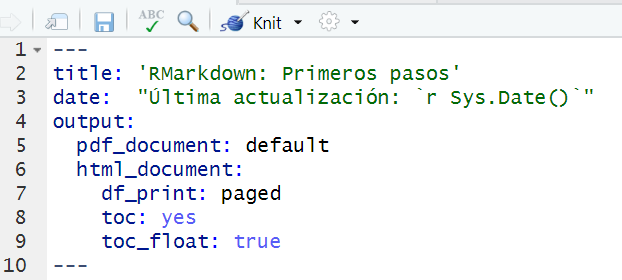 ABC
Knit
1 ---
2 title: 'RMarkdown: Primeros pasos'
3 date:  "Última actualización: `r Sys.Date()`"
4 output:
5   pdf_document: default
6   html_document:
7     df_print: paged
8     toc: yes
9     toc_float: true
10 ---